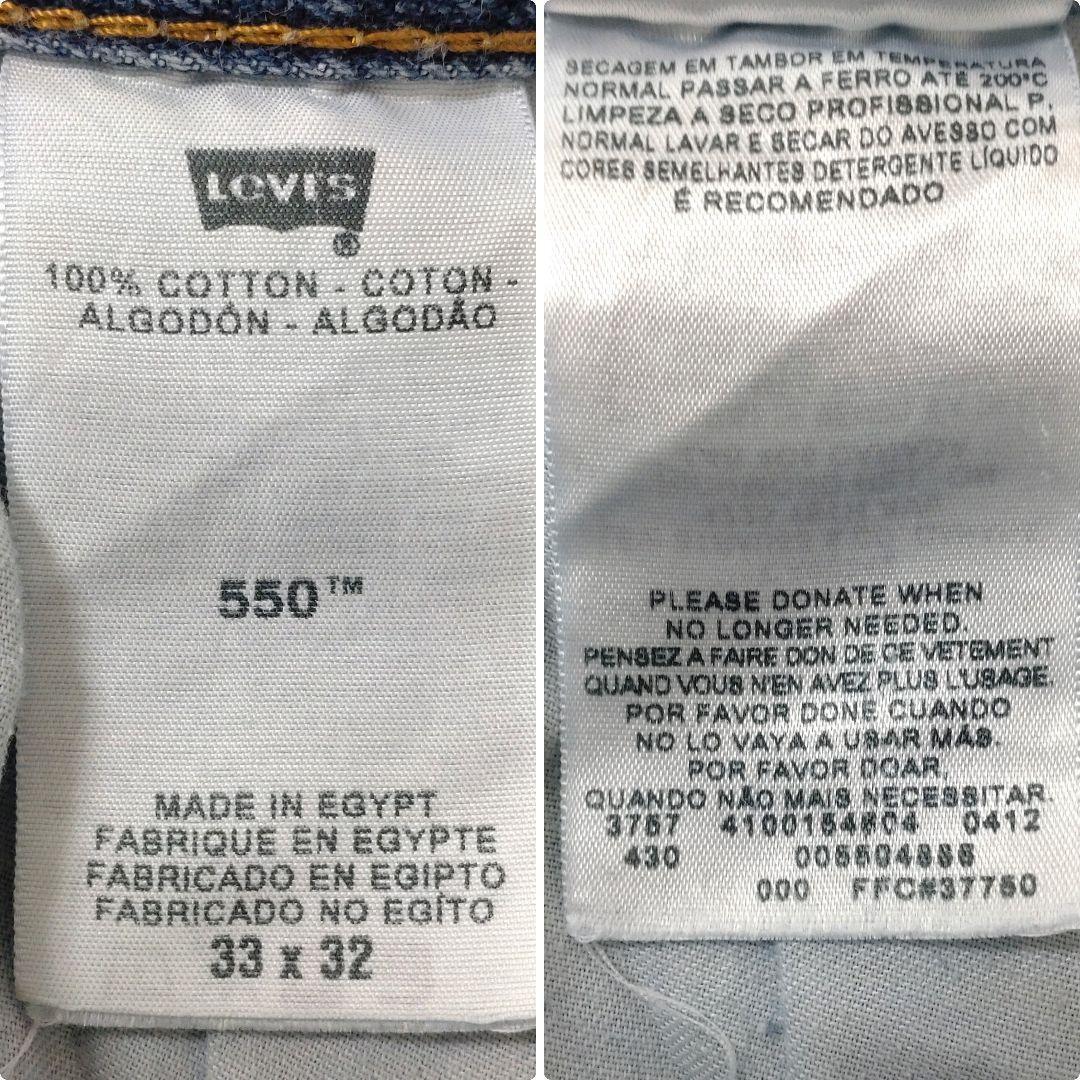 LEVI'S
®
100% COTTON - COTON -
ALGODÓN - ALGODÃO
550™
MADE IN EGYPT
FABRIQUE EN EGYPTE
FABRICADO EN EGIPTO
FABRICADO NO EGÍTO
33 x 32
SECAGEM EM TAMBOR EM TEMPERATURA
NORMAL PASSAR A FERRO ATÉ 200°C
LIMPEZA A SECO PROFISSIONAL P,
NORMAL LAVAR E SECAR DO AVESSO COM
CORES SEMELHANTES DETERGENTE LÍQUIDO
É RECOMENDADO
PLEASE DONATE WHEN
NO LONGER NEEDED.
PENSEZ A FAIRE DON DE CE VETEMENT
QUAND VOUS N'EN AVEZ PLUS L'USAGE.
POR FAVOR DONE CUANDO
NO LO VAYA A USAR MÁS.
POR FAVOR DOAR,
QUANDO NÃO MAIS NECESSITAR.
3767 0412
430 005504886
000 FFC#37750